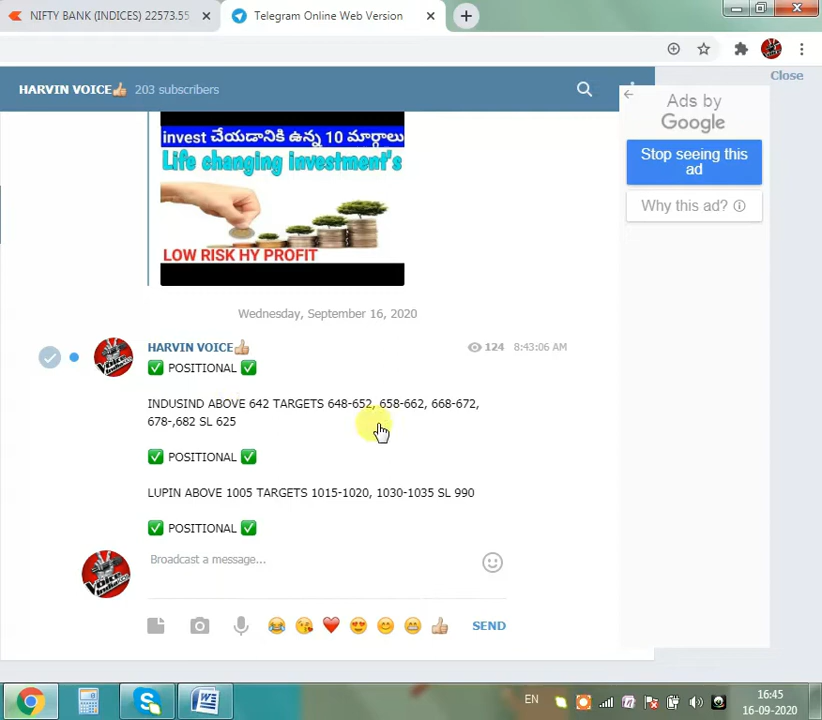 NIFTY BANK (INDICES) 22573.55
Telegram Online Web Version
Close
HARVIN VOICE👍 203 subscribers
Ads by
Google
Stop seeing this
ad
Why this ad?
invest చేయడానికి ఉన్న 10 మార్గాలు
Life changing investment's
LOW RISK HY PROFIT
Wednesday, September 16, 2020
HARVIN VOICE👍 124 8:43:06 AM
✅ POSITIONAL ✅
INDUSIND ABOVE 642 TARGETS 648-652, 658-662, 668-672,
678-,682 SL 625
✅ POSITIONAL ✅
LUPIN ABOVE 1005 TARGETS 1015-1020, 1030-1035 SL 990
✅ POSITIONAL ✅
Broadcast a message...
SEND
EN
16:45
16-09-2020